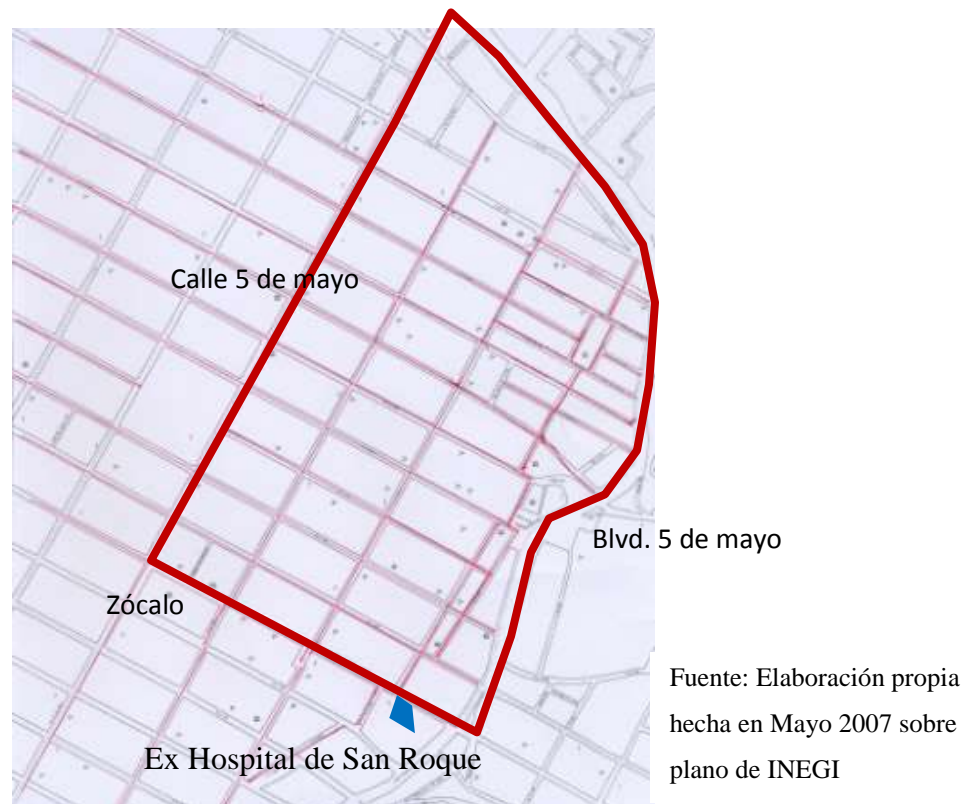 Calle 5 de mayo
Blvd. 5 de mayo
Zócalo
Fuente: Elaboración propia
hecha en Mayo 2007 sobre
plano de INEGI
Ex Hospital de San Roque